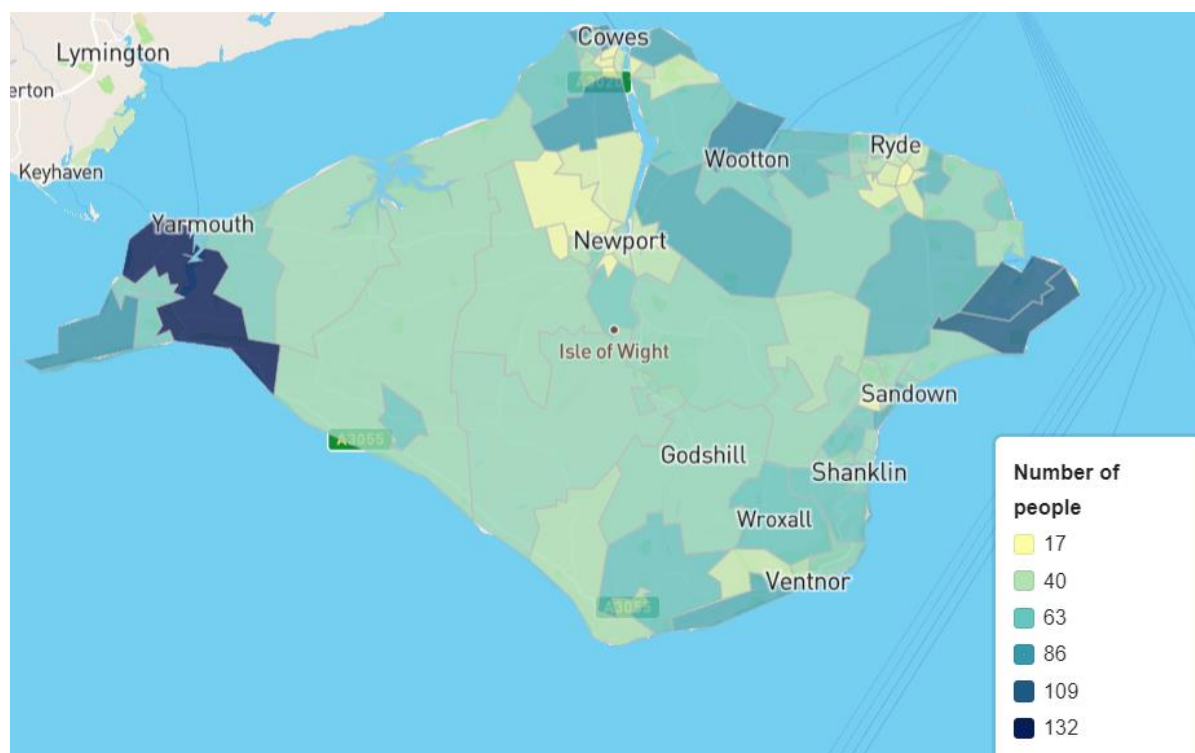 Cowes
Lymington
erton
Keyhaven
Ryde
Wootton
Yarmouth
Newport
Isle of Wight
Sandown
A3055
Godshill
Shanklin
Wroxall
Ventnor
A3055
Number of
people
17
40
63
86
109
132